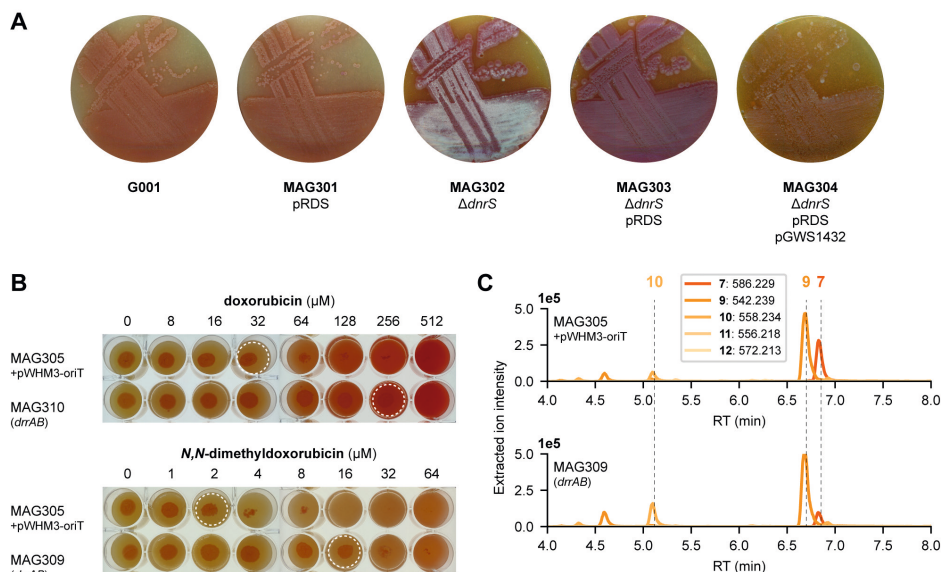 A
G001
MAG301
pRDS
MAG302
ΔdnrS
MAG303
ΔdnrS
pRDS
MAG304
ΔdnrS
pRDS
pGWS1432
B
doxorubicin (µM)
0 8 16 32 64 128 256 512
MAG305
+pWHM3-oriT
MAG310
(drrAB)
N,N-dimethyldoxorubicin (µM)
0 1 2 4 8 16 32 64
MAG305
+pWHM3-oriT
MAG309
C
10 9 7
7: 586.229
9: 542.239
10: 558.234
11: 556.218
12: 572.213
Extracted ion intensity
1e5
5.0
2.5
0.0
MAG305
+pWHM3-oriT
4.0 4.5 5.0 5.5 6.0 6.5 7.0 7.5 8.0
RT (min)
1e5
5.0
2.5
0.0
MAG309
(drrAB)
4.0 4.5 5.0 5.5 6.0 6.5 7.0 7.5 8.0
RT (min)